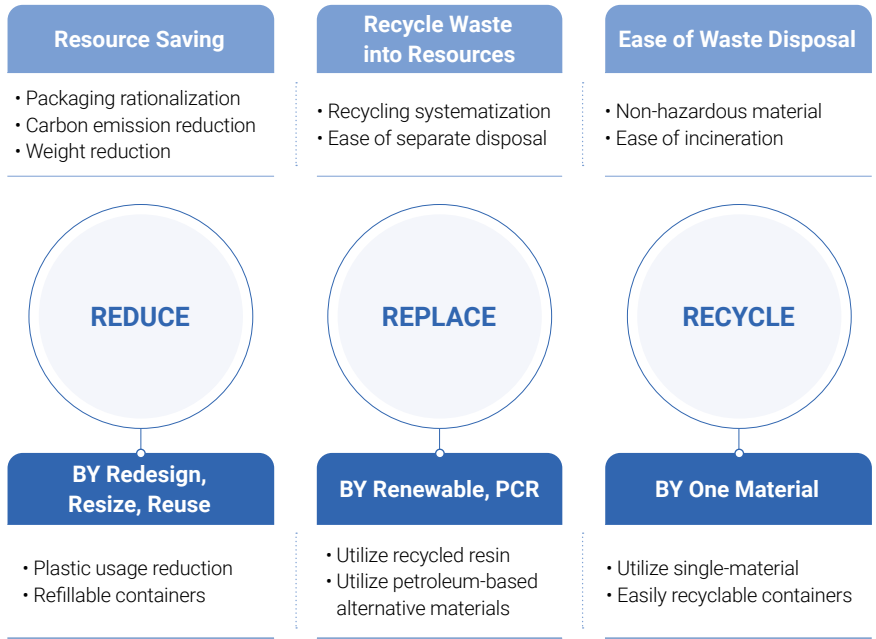 Resource Saving
• Packaging rationalization
• Carbon emission reduction
• Weight reduction
REDUCE
BY Redesign,
Resize, Reuse
• Plastic usage reduction
• Refillable containers
Recycle Waste
into Resources
• Recycling systematization
• Ease of separate disposal
REPLACE
BY Renewable, PCR
• Utilize recycled resin
• Utilize petroleum-based
alternative materials
Ease of Waste Disposal
• Non-hazardous material
• Ease of incineration
RECYCLE
BY One Material
• Utilize single-material
• Easily recyclable containers